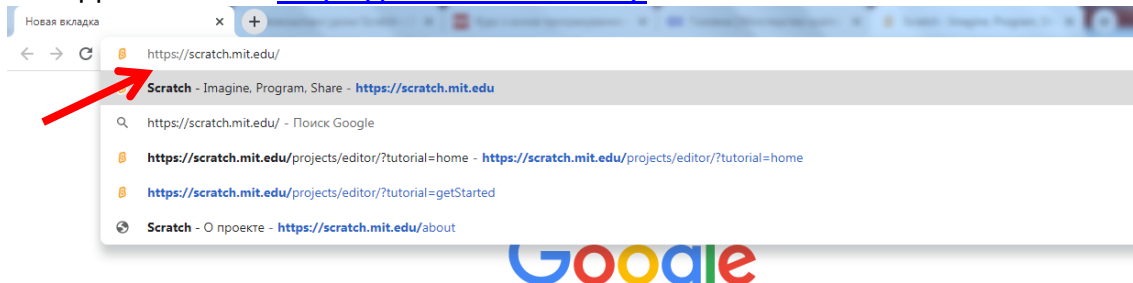 Новая вкладка
https://scratch.mit.edu/
Scratch - Imagine, Program, Share - https://scratch.mit.edu
https://scratch.mit.edu/ - Поиск Google
https://scratch.mit.edu/projects/editor/?tutorial=home - https://scratch.mit.edu/projects/editor/?tutorial=home
https://scratch.mit.edu/projects/editor/?tutorial=getStarted
Scratch - О проекте - https://scratch.mit.edu/about
Google